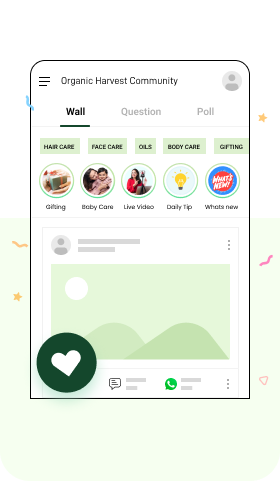 Organic Harvest Community
Wall Question Poll
HAIR CARE FACE CARE OILS BODY CARE GIFTING
WHAT'S NEW!
Gifting Baby Care Live Video Daily Tip Whats new